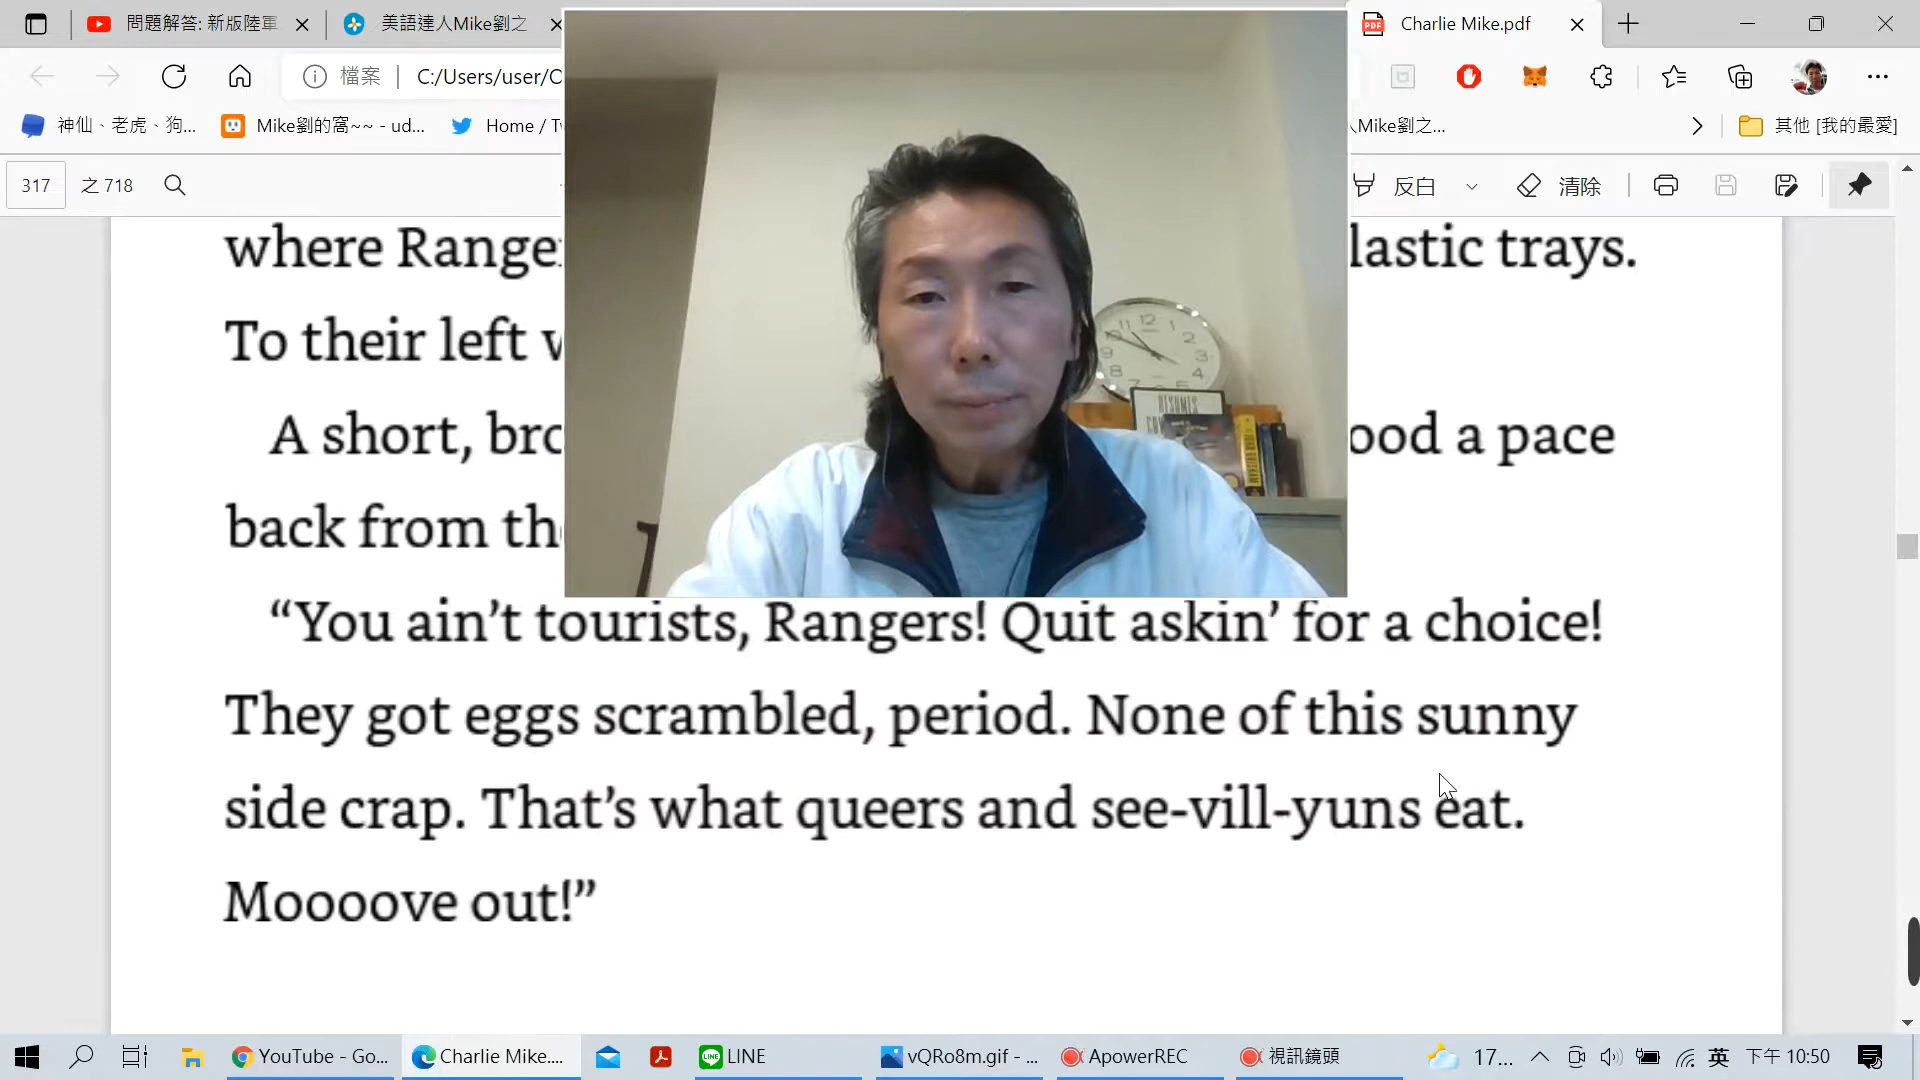 問題解答: 新版陸軍
美語達人Mike劉之
Charlie Mike.pdf
檔案
C:/Users/user/O
神仙、老虎、狗...
Mike劉的窩~~ - ud...
Home / Tw
Mike劉之...
其他 [我的最愛]
317
之 718
反白
清除
where Ranger
lastic trays.
To their left w
A short, bro
ood a pace
back from the
“You ain’t tourists, Rangers! Quit askin’ for a choice!
They got eggs scrambled, period. None of this sunny
side crap. That’s what queers and see-vill-yuns eat.
Moooove out!”
YouTube - Go...
Charlie Mike....
LINE
vQRo8m.gif - ...
ApowerREC
視訊鏡頭
17...
英
下午 10:50